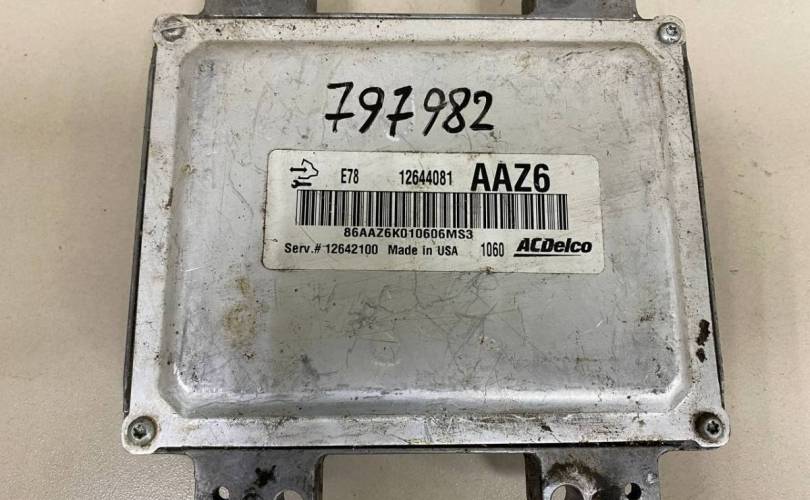 797982
E78 12644081 AAZ6
86AAZ6K010606MS3
Serv.# 12642100 Made in USA 1060 ACDelco